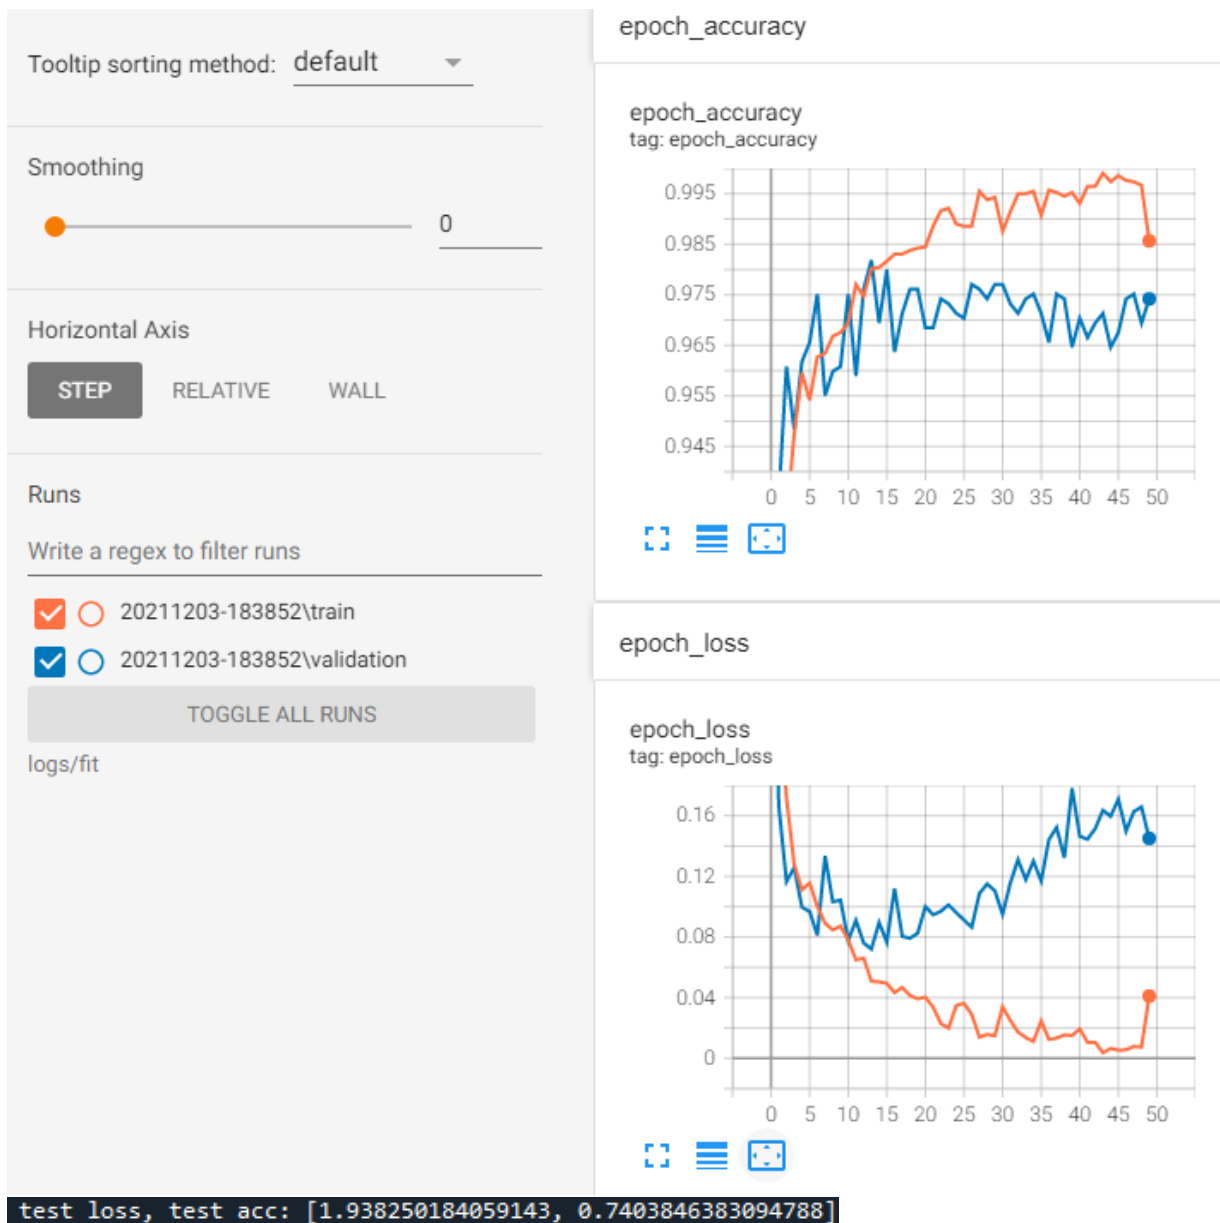 Tooltip sorting method: default
Smoothing
0
Horizontal Axis
STEP RELATIVE WALL
Runs
Write a regex to filter runs
20211203-183852\train
20211203-183852\validation
TOGGLE ALL RUNS
logs/fit
epoch_accuracy
epoch_accuracy
tag: epoch_accuracy
0.995
0.985
0.975
0.965
0.955
0.945
0 5 10 15 20 25 30 35 40 45 50
epoch_loss
epoch_loss
tag: epoch_loss
0.16
0.12
0.08
0.04
0
0 5 10 15 20 25 30 35 40 45 50
test loss, test acc: [1.938250184059143, 0.7403846383094788]